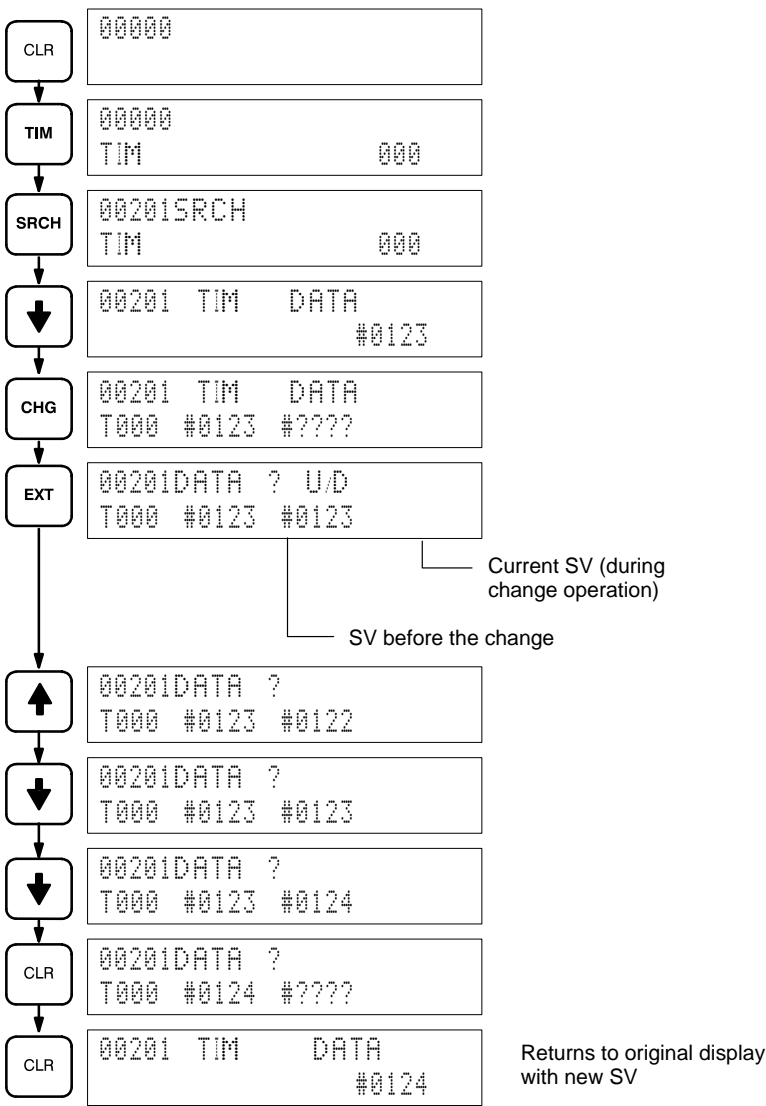 CLR
00000
TIM
00000
TIM 000
SRCH
00201SRCH
TIM 000
00201 TIM DATA
#0123
CHG
00201 TIM DATA
T000 #0123 #????
EXT
00201DATA ? U/D
T000 #0123 #0123
Current SV (during
change operation)
SV before the change
00201DATA ?
T000 #0123 #0122
00201DATA ?
T000 #0123 #0123
00201DATA ?
T000 #0123 #0124
CLR
00201DATA ?
T000 #0124 #????
CLR
00201 TIM DATA
#0124
Returns to original display
with new SV